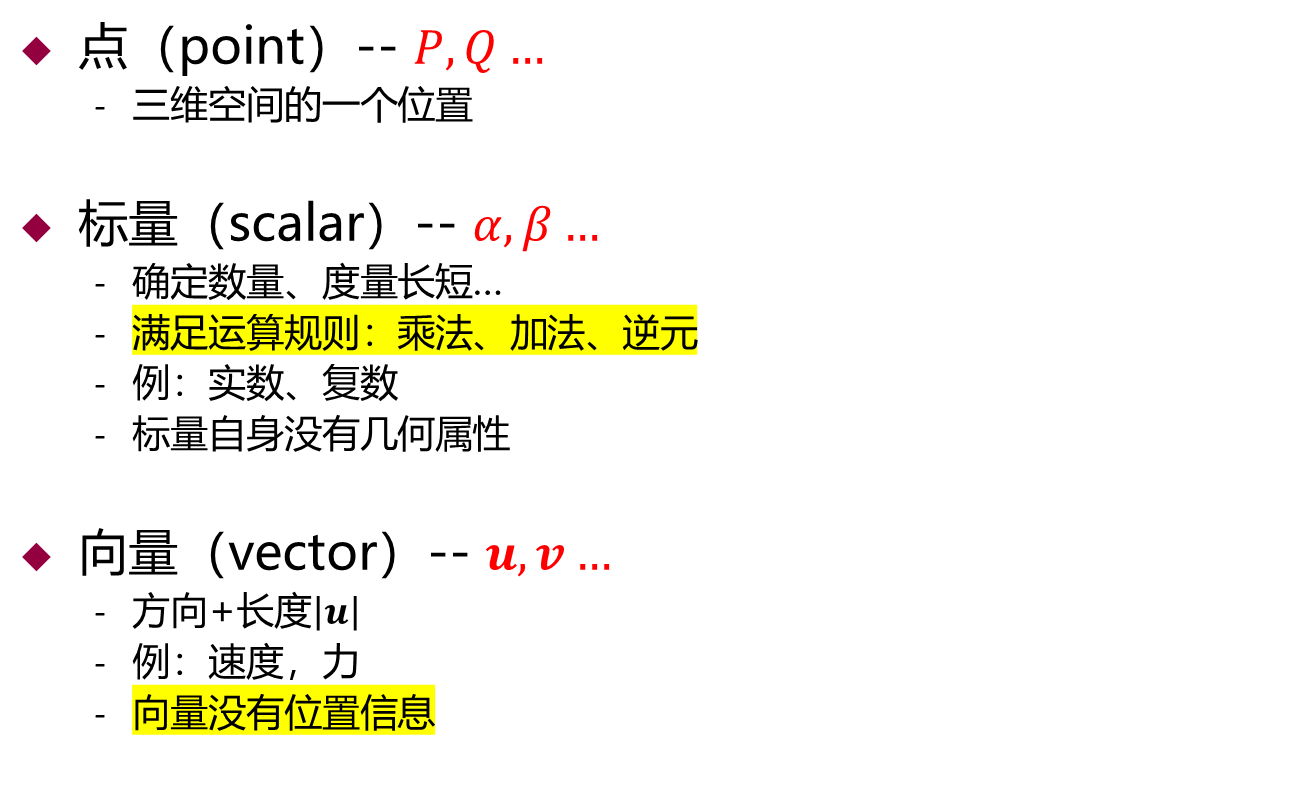 ◆ 点（point）-- P, Q …
- 三维空间的一个位置
◆ 标量（scalar）-- α, β …
- 确定数量、度量长短…
- 满足运算规则：乘法、加法、逆元
- 例：实数、复数
- 标量自身没有几何属性
◆ 向量（vector）-- u, v …
- 方向+长度|u|
- 例：速度，力
- 向量没有位置信息